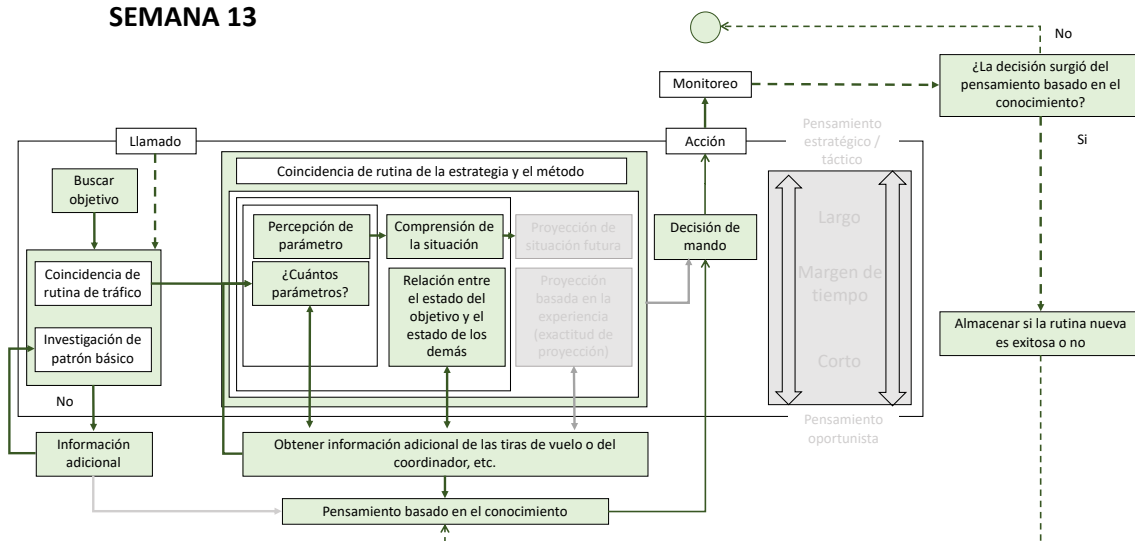 SEMANA 13
No
¿La decisión surgió del
pensamiento basado en el
conocimiento?
Monitoreo
Si
Llamado
Acción
Pensamiento
estratégico /
táctico
Coincidencia de rutina de la estrategia y el método
Buscar
objetivo
Percepción de
parámetro
Comprensión de
la situación
Proyección de
situación futura
Decisión de
mando
Largo
Coincidencia de
rutina de tráfico
¿Cuántos
parámetros?
Relación entre
el estado del
objetivo y el
estado de los
demás
Proyección
basada en la
experiencia
(exactitud de
proyección)
Margen de
tiempo
Investigación de
patrón básico
Corto
Almacenar si la rutina nueva
es exitosa o no
No
Pensamiento
oportunista
Información
adicional
Obtener información adicional de las tiras de vuelo o del
coordinador, etc.
Pensamiento basado en el conocimiento